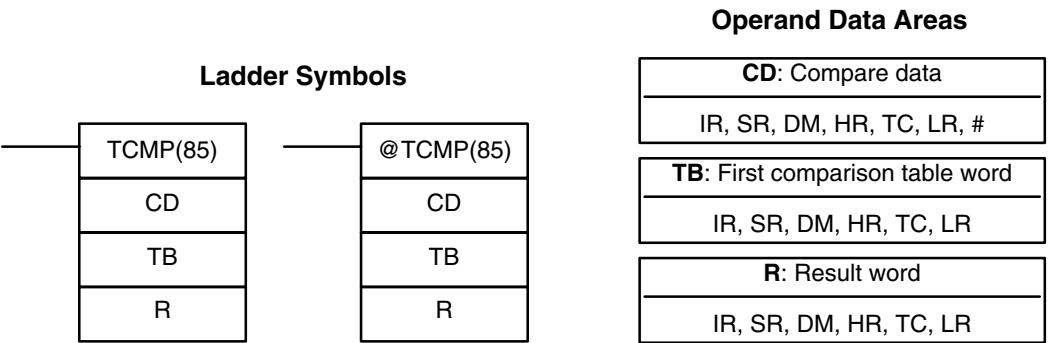 Ladder Symbols
TCMP(85)
CD
TB
R
@TCMP(85)
CD
TB
R
Operand Data Areas
CD: Compare data
IR, SR, DM, HR, TC, LR, #
TB: First comparison table word
IR, SR, DM, HR, TC, LR
R: Result word
IR, SR, DM, HR, TC, LR